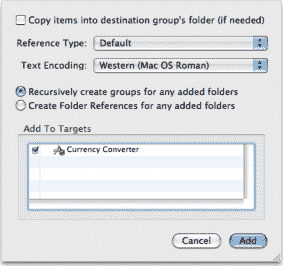 Copy items into destination group's folder (if needed)
Reference Type: Default
Text Encoding: Western (Mac OS Roman)
Recursively create groups for any added folders
Create Folder References for any added folders
Add To Targets
Currency Converter
Cancel Add